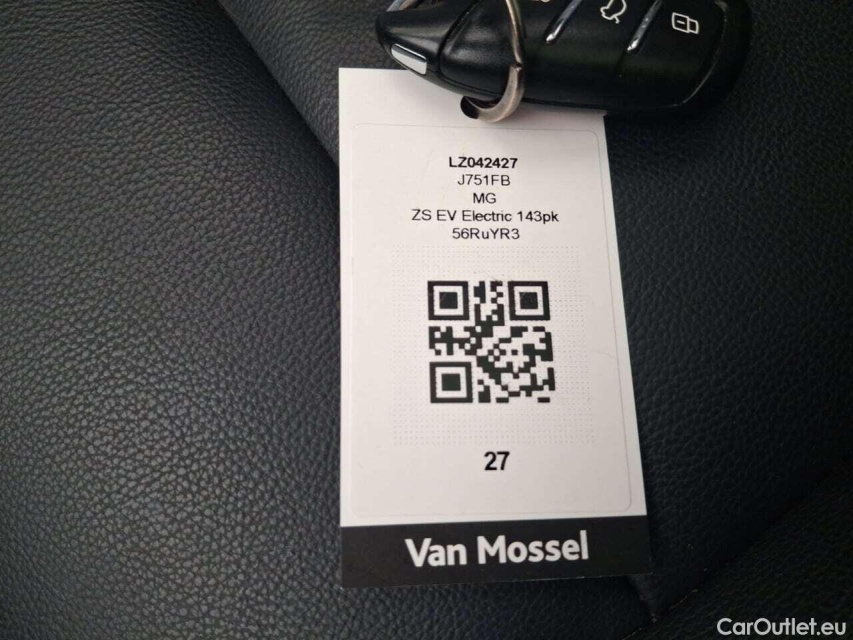 LZ042427
J751FB
MG
ZS EV Electric 143pk
56RuYR3
27
Van Mossel
CarOutlet.eu